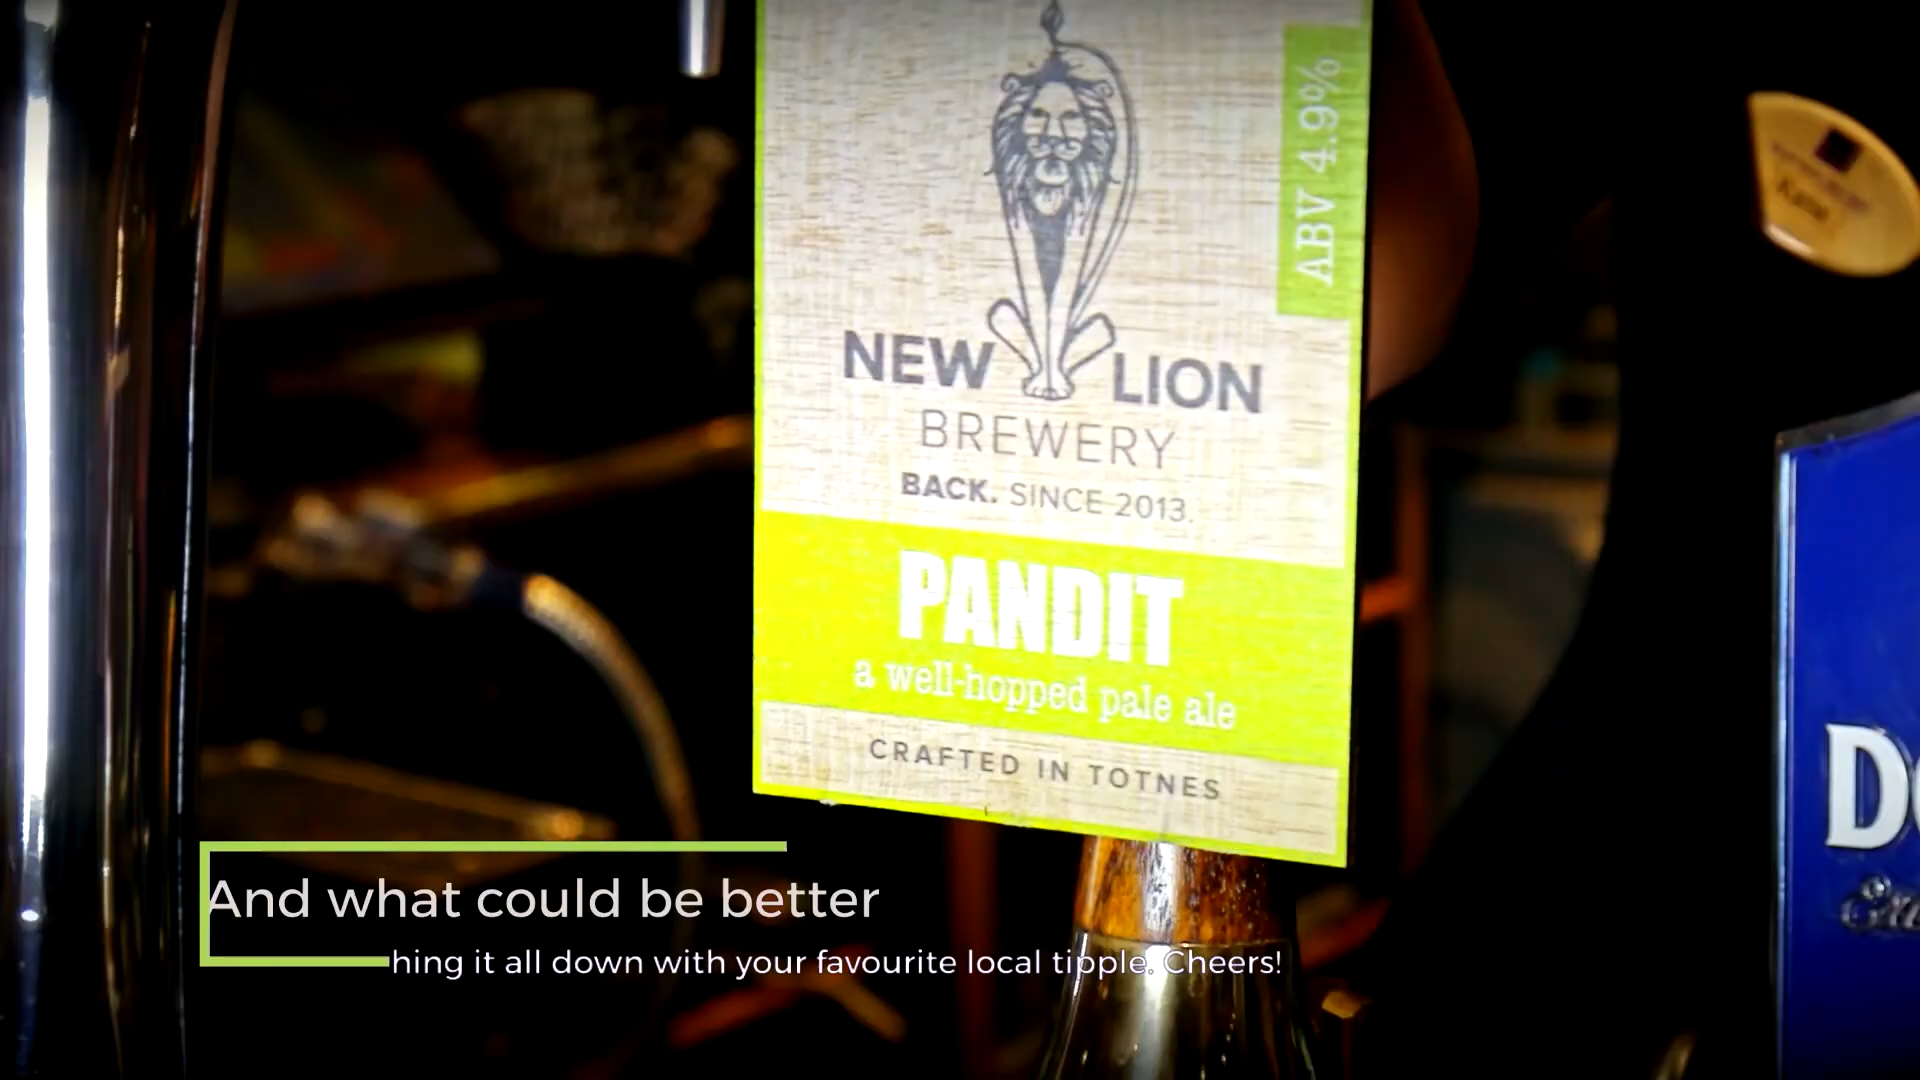 ABV 4.9%
NEW LION
BREWERY
BACK. SINCE 2013.
PANDIT
a well-hopped pale ale
CRAFTED IN TOTNES
And what could be better
hing it all down with your favourite local tipple. Cheers!